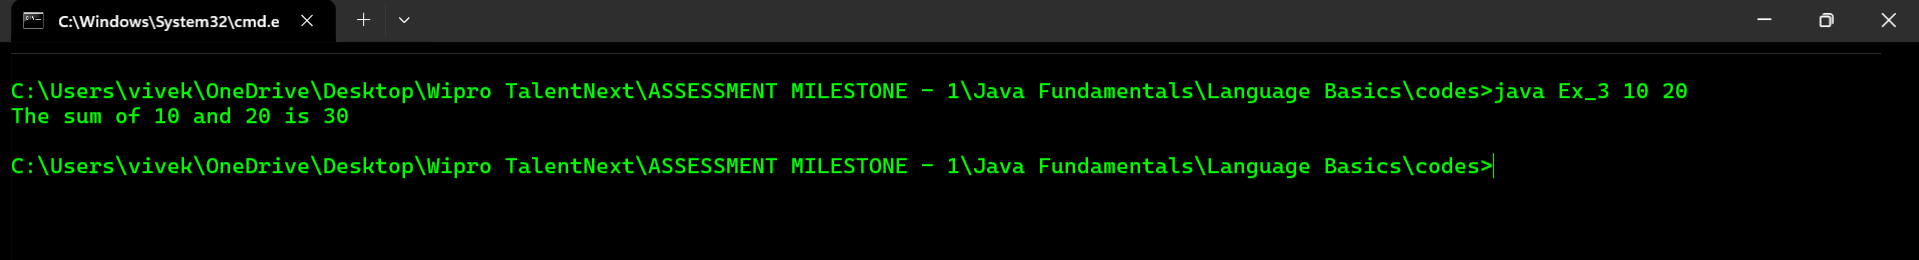 C:\Windows\System32\cmd.e
C:\Users\vivek\OneDrive\Desktop\Wipro TalentNext\ASSESSMENT MILESTONE - 1\Java Fundamentals\Language Basics\codes>java Ex_3 10 20
The sum of 10 and 20 is 30
C:\Users\vivek\OneDrive\Desktop\Wipro TalentNext\ASSESSMENT MILESTONE - 1\Java Fundamentals\Language Basics\codes>